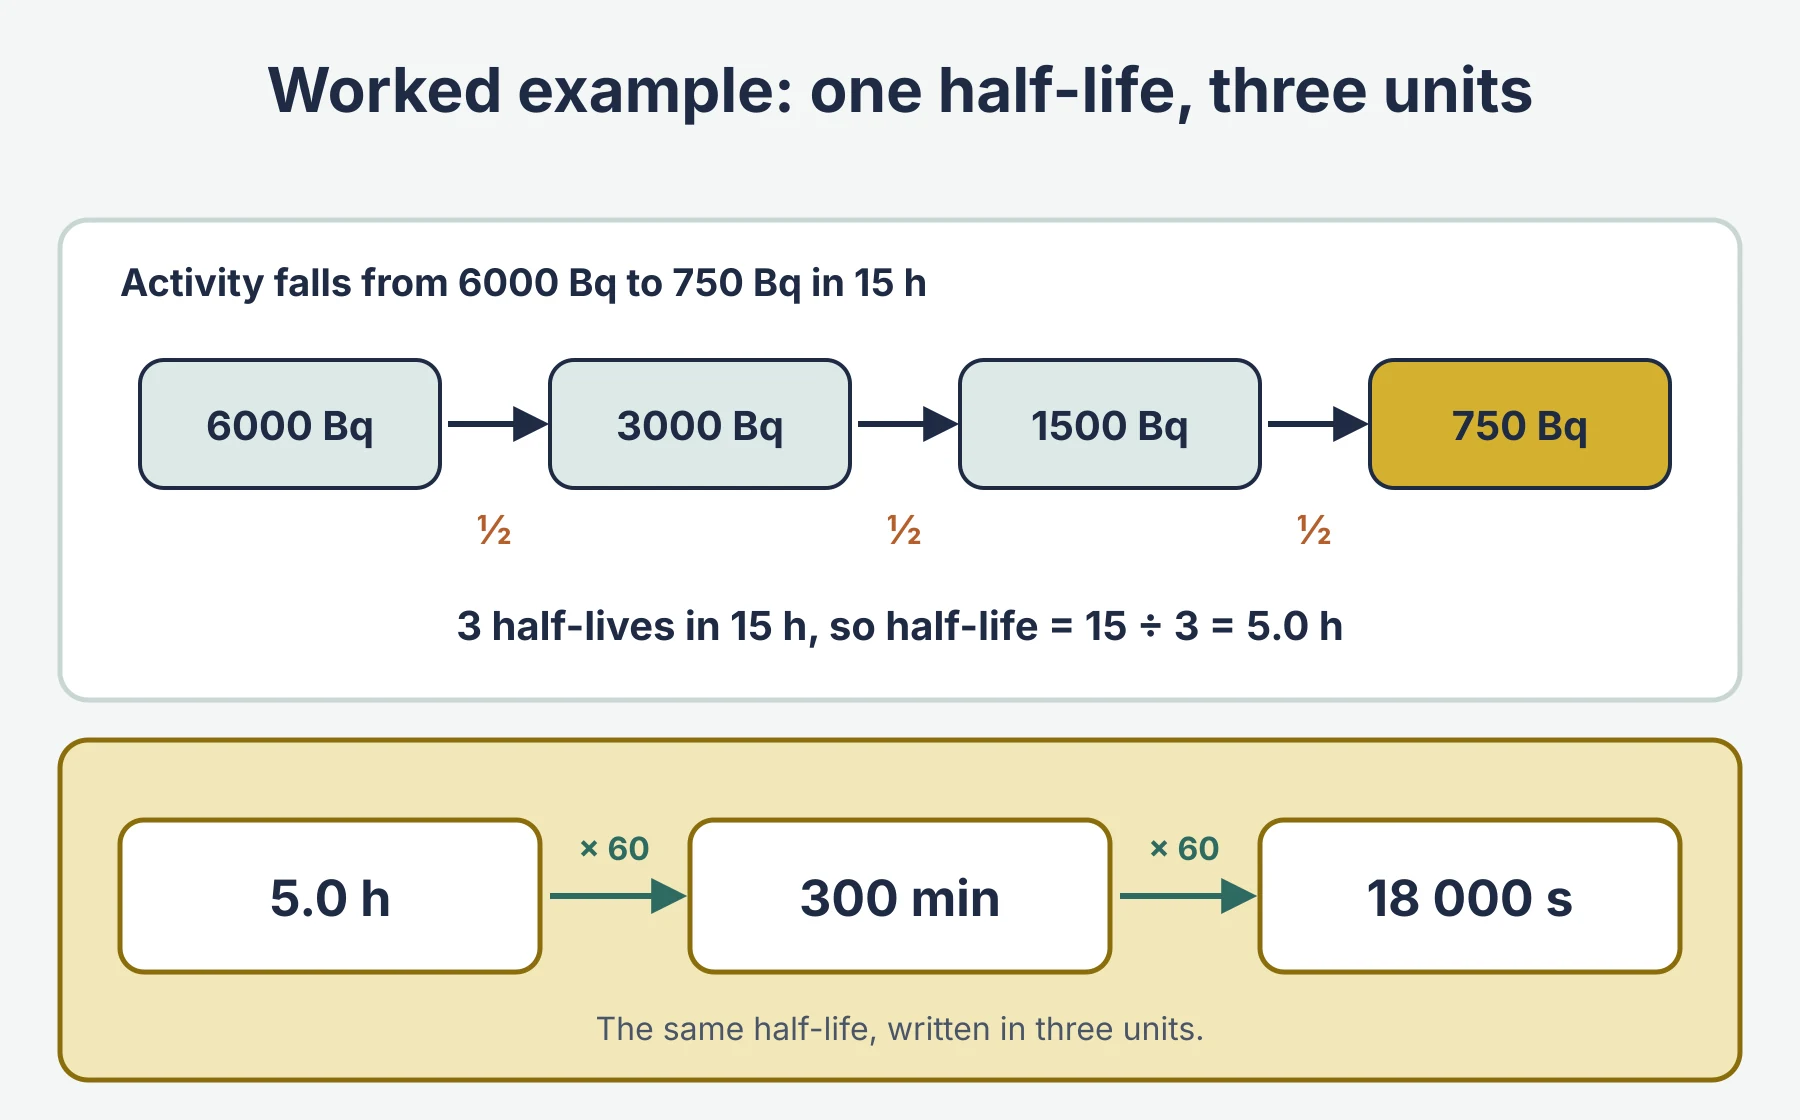 Worked example: one half-life, three units
Activity falls from 6000 Bq to 750 Bq in 15 h
6000 Bq
3000 Bq
1500 Bq
750 Bq
½
½
½
3 half-lives in 15 h, so half-life = 15 ÷ 3 = 5.0 h
5.0 h
× 60
300 min
× 60
18 000 s
The same half-life, written in three units.